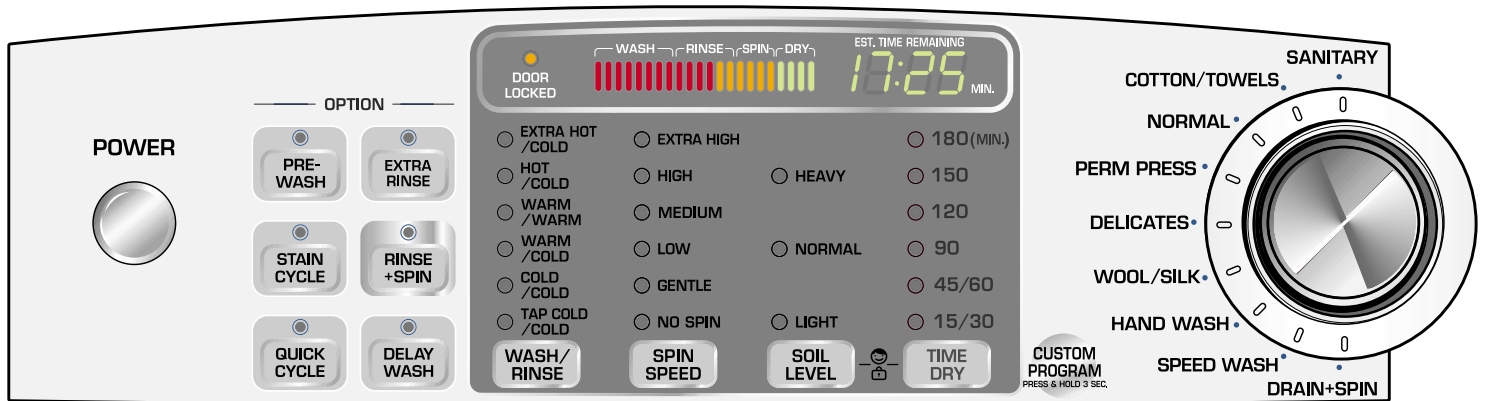 POWER
OPTION
PRE-
WASH
EXTRA
RINSE
STAIN
CYCLE
RINSE
+SPIN
QUICK
CYCLE
DELAY
WASH
DOOR
LOCKED
WASH RINSE SPIN DRY
EST. TIME REMAINING
17:25 MIN.
EXTRA HOT
/COLD
HOT
/COLD
WARM
/WARM
WARM
/COLD
COLD
/COLD
TAP COLD
/COLD
WASH/
RINSE
EXTRA HIGH
HIGH
MEDIUM
LOW
GENTLE
NO SPIN
SPIN
SPEED
HEAVY
NORMAL
LIGHT
SOIL
LEVEL
180(MIN.)
150
120
90
45/60
15/30
TIME
DRY
CUSTOM
PROGRAM
PRESS & HOLD 3 SEC.
SANITARY
COTTON/TOWELS
NORMAL
PERM PRESS
DELICATES
WOOL/SILK
HAND WASH
SPEED WASH
DRAIN+SPIN